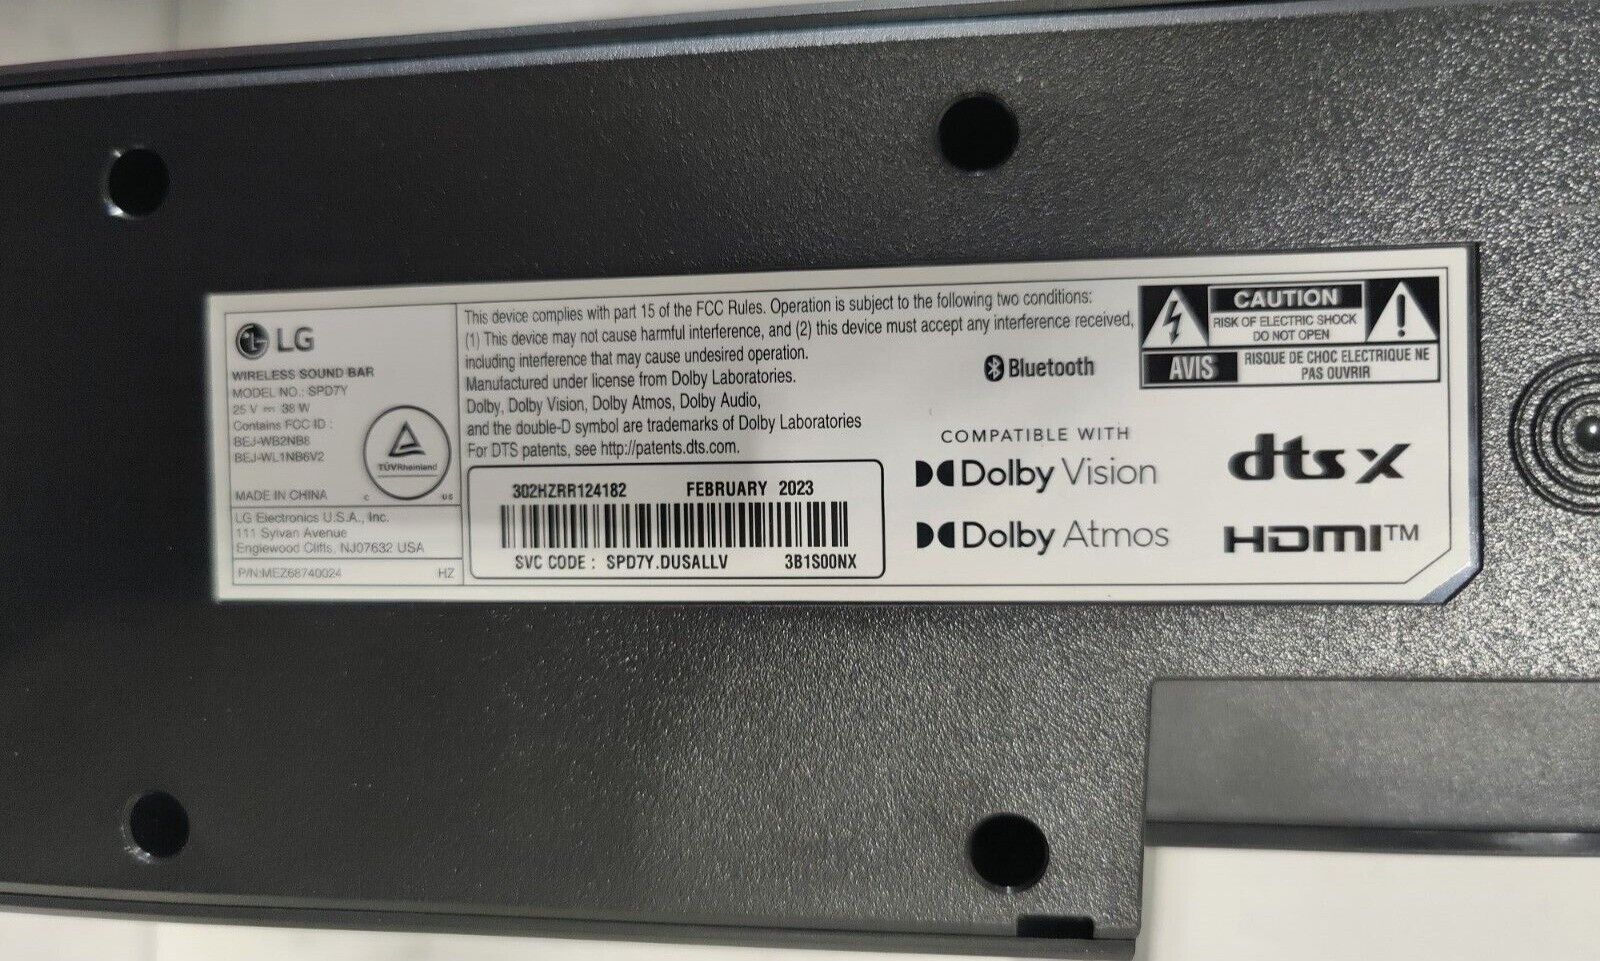 LG
WIRELESS SOUND BAR
MODEL NO.: SPD7Y
25 V ⎓ 38 W
Contains FCC ID :
BEJ-WB2NB8
BEJ-WL1NB6V2
TÜVRheinland
C US
MADE IN CHINA
LG Electronics U.S.A., Inc.
111 Sylvan Avenue
Englewood Cliffs, NJ07632 USA
P/N:MEZ68740024 HZ
This device complies with part 15 of the FCC Rules. Operation is subject to the following two conditions:
(1) This device may not cause harmful interference, and (2) this device must accept any interference received,
including interference that may cause undesired operation.
Manufactured under license from Dolby Laboratories.
Dolby, Dolby Vision, Dolby Atmos, Dolby Audio,
and the double-D symbol are trademarks of Dolby Laboratories
For DTS patents, see http://patents.dts.com.
302HZRR124182 FEBRUARY 2023
SVC CODE : SPD7Y.DUSALLV 3B1S00NX
Bluetooth
COMPATIBLE WITH
Dolby Vision
Dolby Atmos
CAUTION
RISK OF ELECTRIC SHOCK
DO NOT OPEN
AVIS
RISQUE DE CHOC ELECTRIQUE NE
PAS OUVRIR
dts X
HDMI™